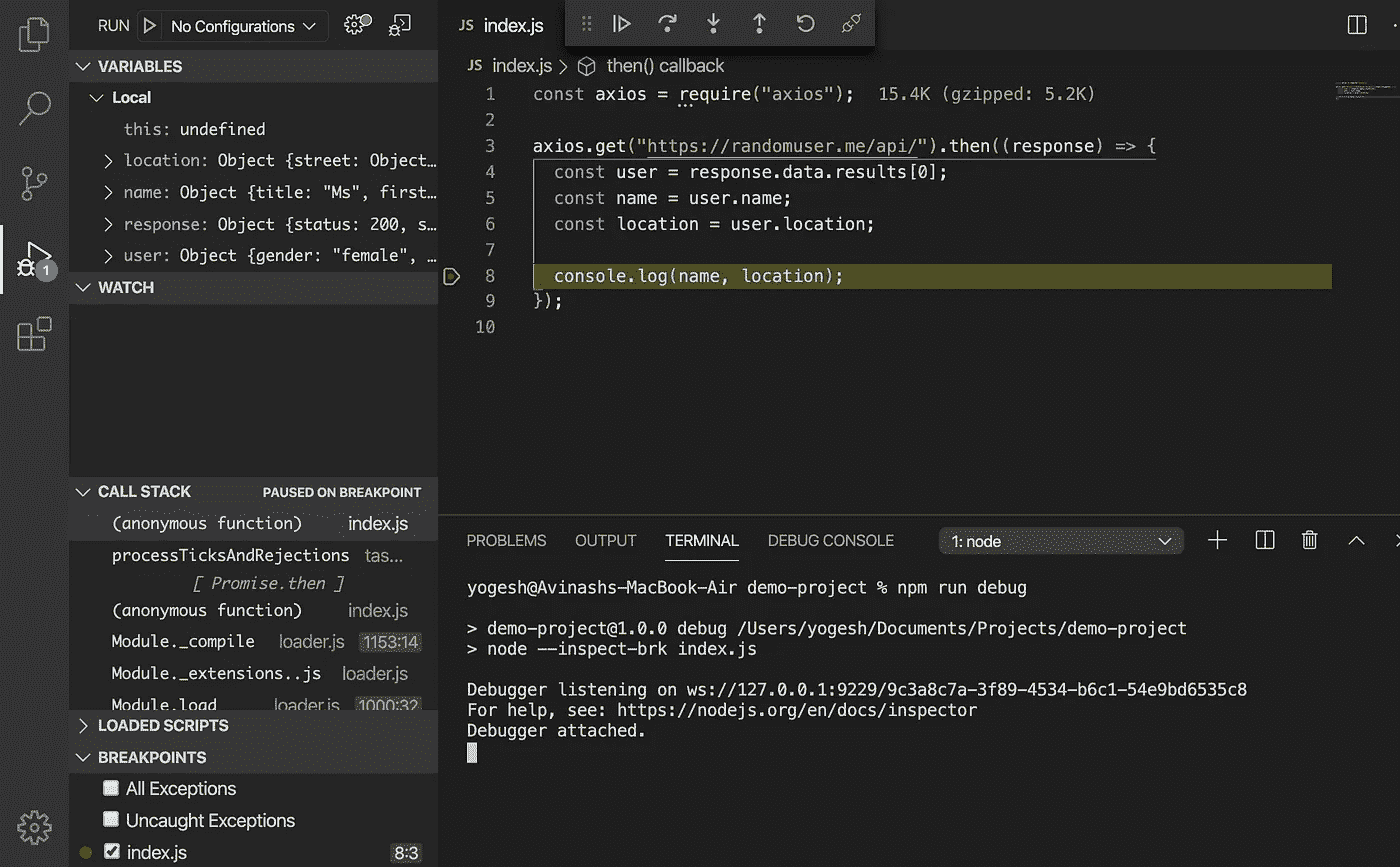 RUN No Configurations
VARIABLES
Local
this: undefined
location: Object {street: Object…
name: Object {title: "Ms", first…
response: Object {status: 200, s…
user: Object {gender: "female", …
1
WATCH
CALL STACK PAUSED ON BREAKPOINT
(anonymous function) index.js
processTicksAndRejections tas…
[ Promise.then ]
(anonymous function) index.js
Module._compile loader.js 1153:14
Module._extensions..js loader.js
Module.load loader.js 1000:32
LOADED SCRIPTS
BREAKPOINTS
All Exceptions
Uncaught Exceptions
index.js 8:3
JS index.js
JS index.js then() callback
1 const axios = require("axios"); 15.4K (gzipped: 5.2K)
2
3 axios.get("https://randomuser.me/api/").then((response) => {
4 const user = response.data.results[0];
5 const name = user.name;
6 const location = user.location;
7
8 console.log(name, location);
9 });
10
PROBLEMS OUTPUT TERMINAL DEBUG CONSOLE 1: node
yogesh@Avinashs-MacBook-Air demo-project % npm run debug
> demo-project@1.0.0 debug /Users/yogesh/Documents/Projects/demo-project
> node --inspect-brk index.js
Debugger listening on ws://127.0.0.1:9229/9c3a8c7a-3f89-4534-b6c1-54e9bd6535c8
For help, see: https://nodejs.org/en/docs/inspector
Debugger attached.